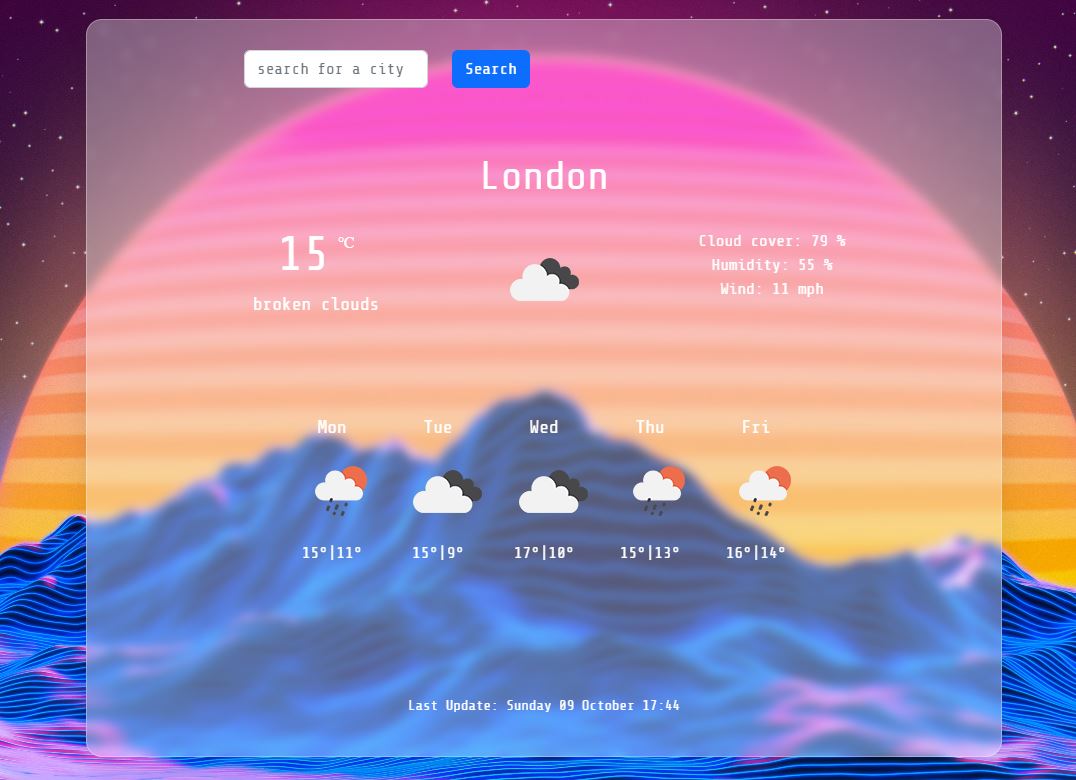 search for a city Search
London
15 °C
broken clouds
Cloud cover: 79 %
Humidity: 55 %
Wind: 11 mph
Mon Tue Wed Thu Fri
15°|11° 15°|9° 17°|10° 15°|13° 16°|14°
Last Update: Sunday 09 October 17:44